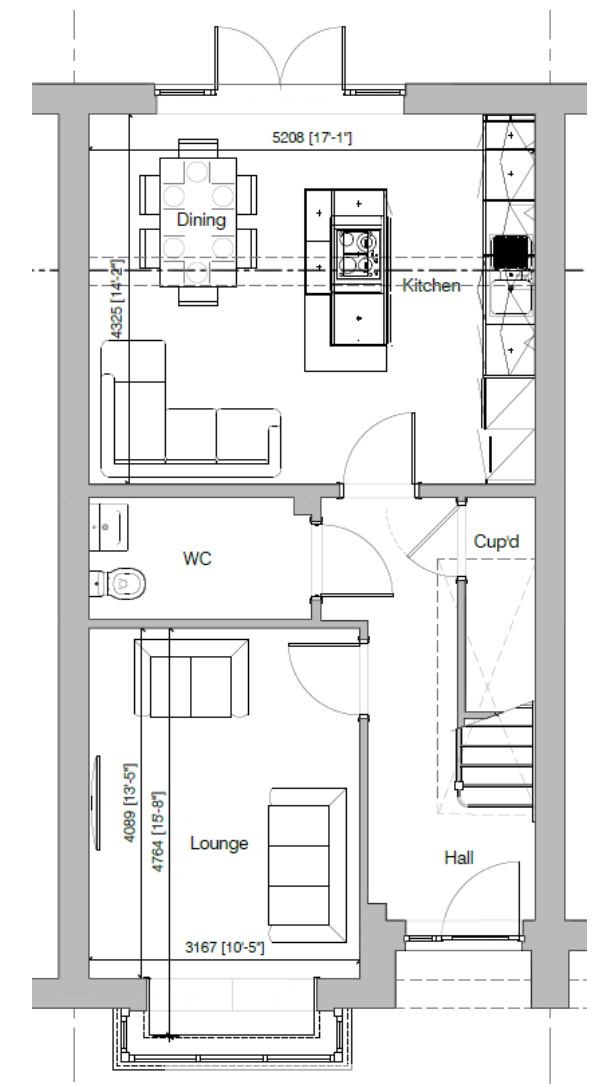 5208 [17'-1"]
Dining
4325 [14'-2"]
Kitchen
Cup'd
WC
4089 [13'-5"]
4764 [15'-8"]
Lounge
Hall
3167 [10'-5"]